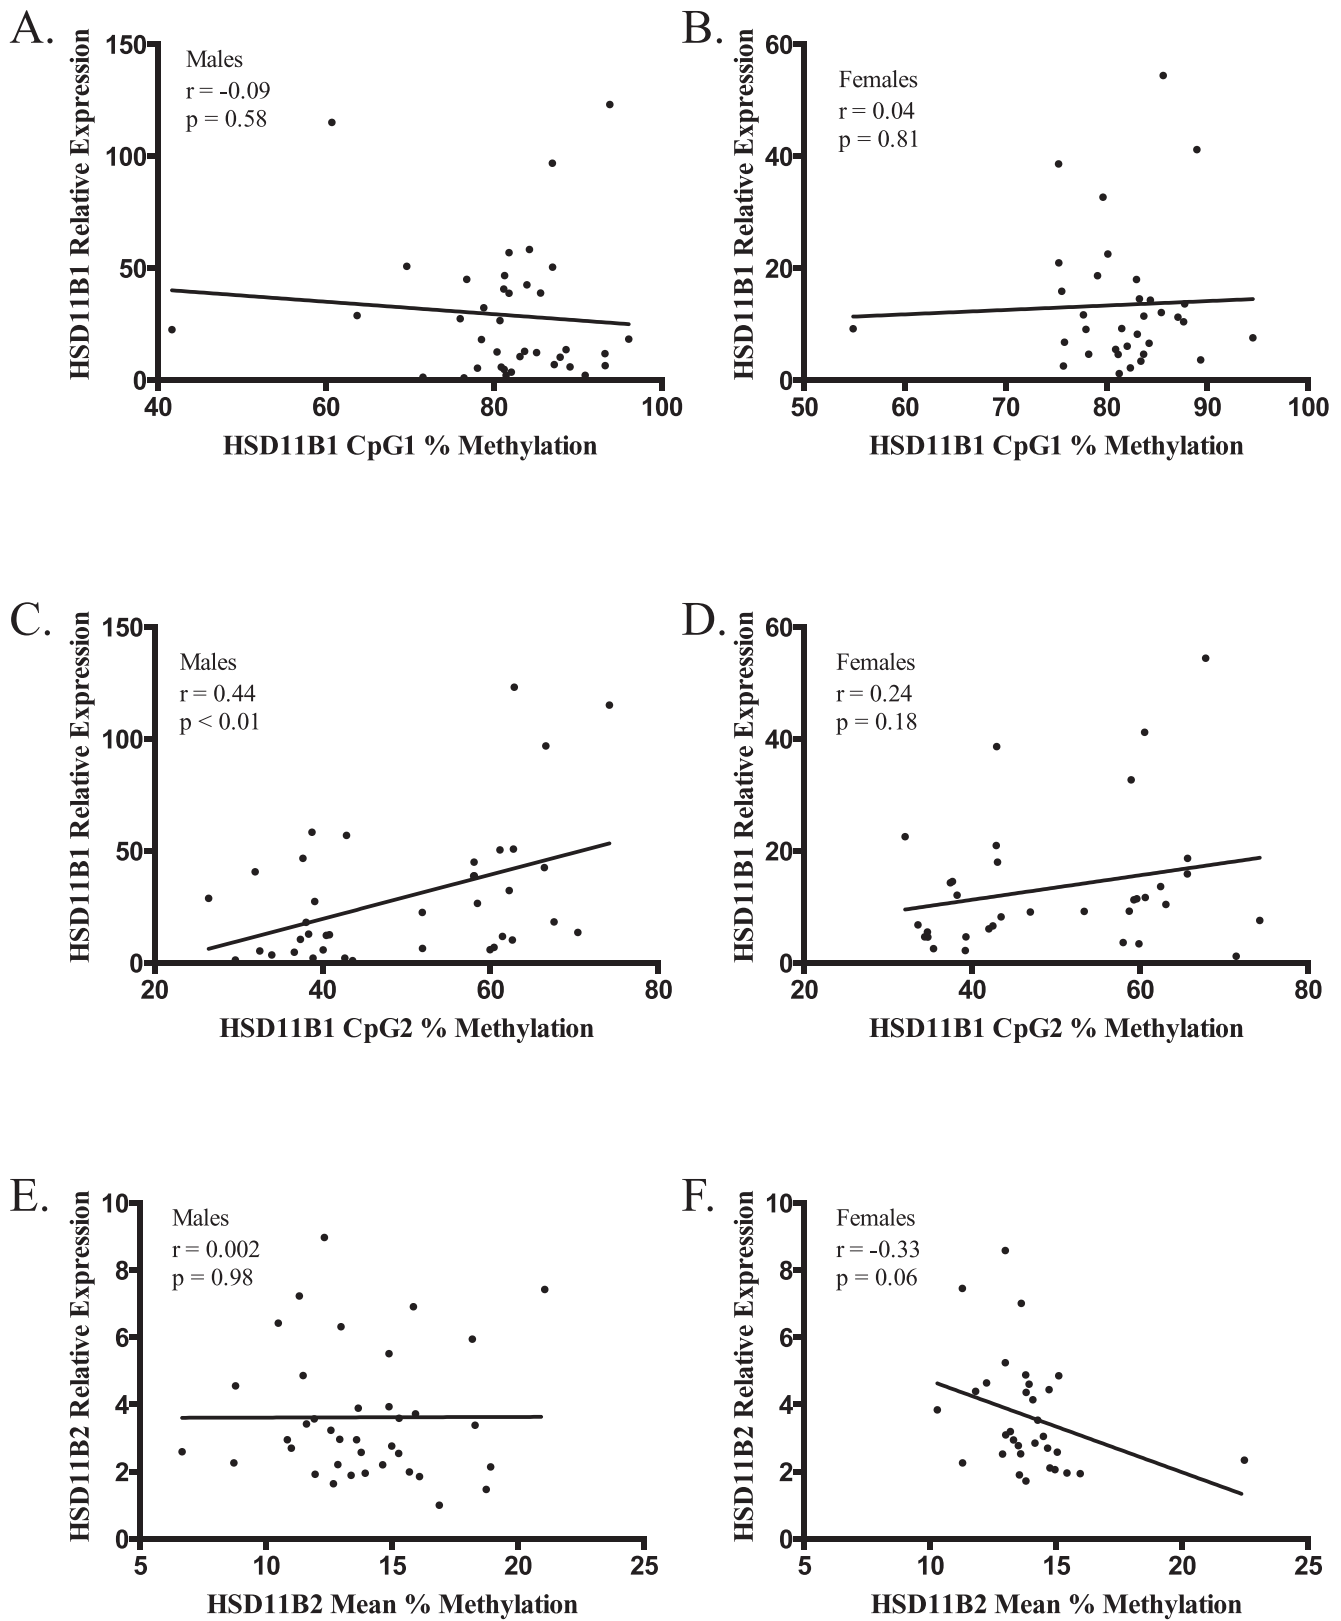 A.
HSD11B1 Relative Expression
150
100
50
0
Males
r = -0.09
p = 0.58
40
60
80
100
HSD11B1 CpG1 % Methylation
B.
HSD11B1 Relative Expression
60
40
20
0
Females
r = 0.04
p = 0.81
50
60
70
80
90
100
HSD11B1 CpG1 % Methylation
C.
HSD11B1 Relative Expression
150
100
50
0
Males
r = 0.44
p < 0.01
20
40
60
80
HSD11B1 CpG2 % Methylation
D.
HSD11B1 Relative Expression
60
40
20
0
Females
r = 0.24
p = 0.18
20
40
60
80
HSD11B1 CpG2 % Methylation
E.
HSD11B2 Relative Expression
10
8
6
4
2
0
Males
r = 0.002
p = 0.98
5
10
15
20
25
HSD11B2 Mean % Methylation
F.
HSD11B2 Relative Expression
10
8
6
4
2
0
Females
r = -0.33
p = 0.06
5
10
15
20
25
HSD11B2 Mean % Methylation